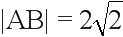 |AB| = 2√2